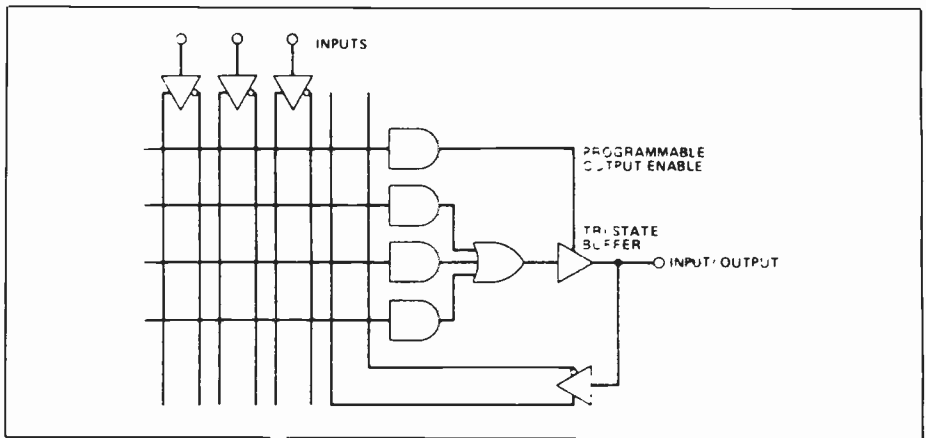 INPUTS
PROGRAMMABLE
OUTPUT ENABLE
TRI STATE
BUFFER
INPUT/OUTPUT